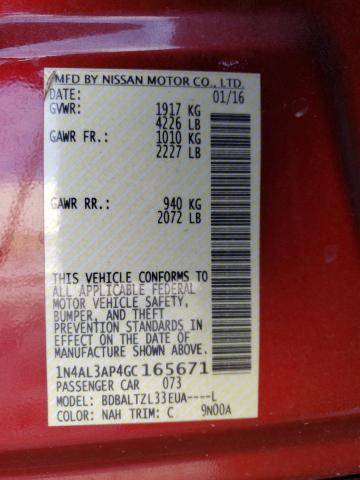 MFD BY NISSAN MOTOR CO., LTD.
DATE: 01/16
GVWR: 1917 KG
4226 LB
GAWR FR.: 1010 KG
2227 LB
GAWR RR.: 940 KG
2072 LB
THIS VEHICLE CONFORMS TO
ALL APPLICABLE FEDERAL
MOTOR VEHICLE SAFETY,
BUMPER, AND THEFT
PREVENTION STANDARDS IN
EFFECT ON THE DATE OF
MANUFACTURE SHOWN ABOVE.
1N4AL3AP4GC165671
PASSENGER CAR 073
MODEL: BDBALTZL33EUA----L
COLOR: NAH TRIM: C 9N00A